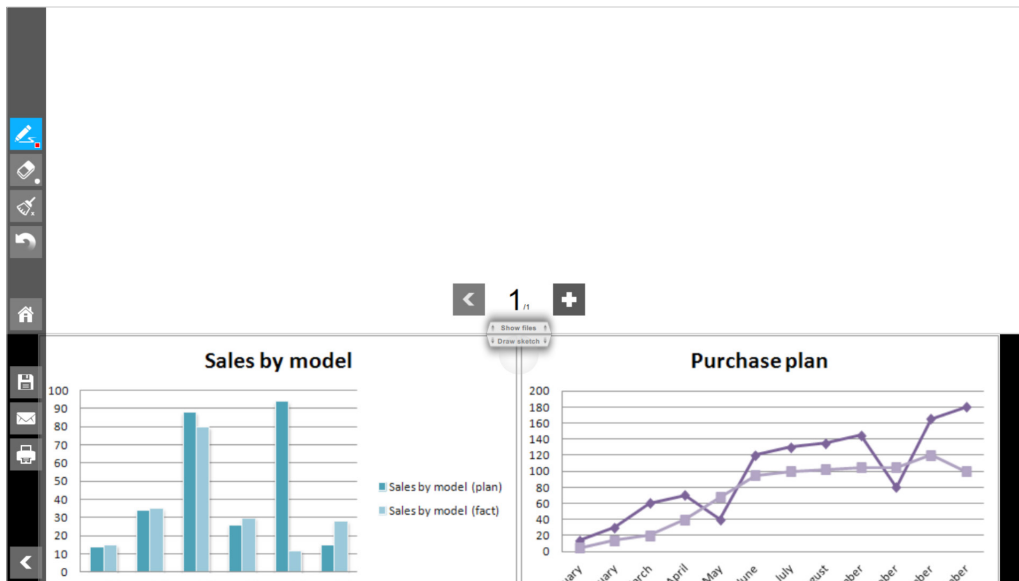 1 /1
Show files
Draw sketch
Sales by model
100
90
80
70
60
50
40
30
20
10
0
Sales by model (plan)
Sales by model (fact)
Purchase plan
200
180
160
140
120
100
80
60
40
20
0
April
May
June
July